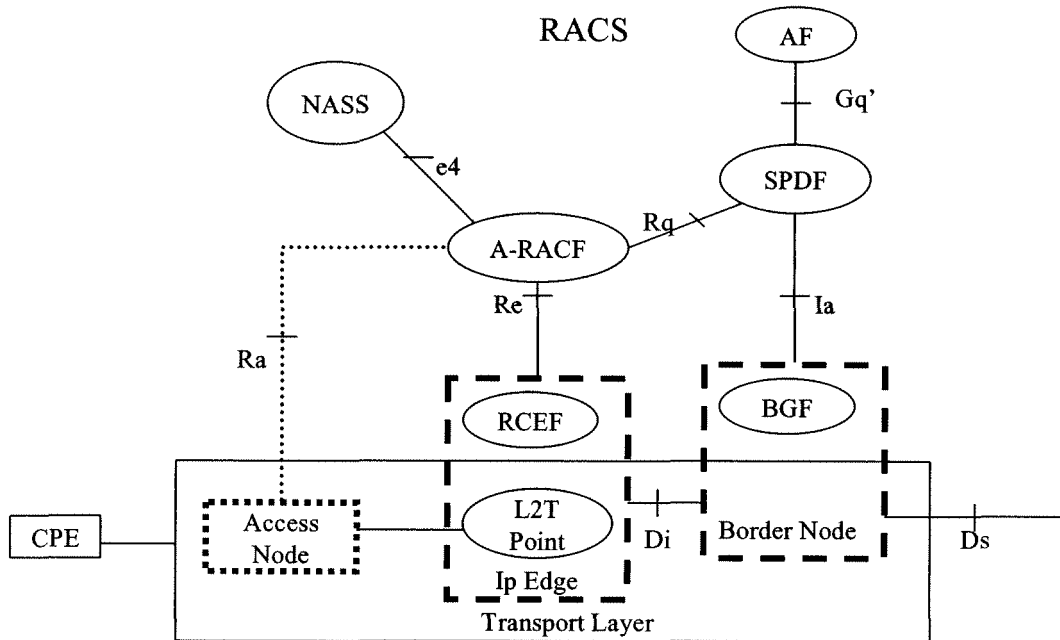 RACS
AF
NASS
Gq’
e4
SPDF
Rq
A-RACF
Re
Ia
Ra
RCEF
BGF
Access
Node
L2T
Point
CPE
Di
Border Node
Ds
Ip Edge
Transport Layer